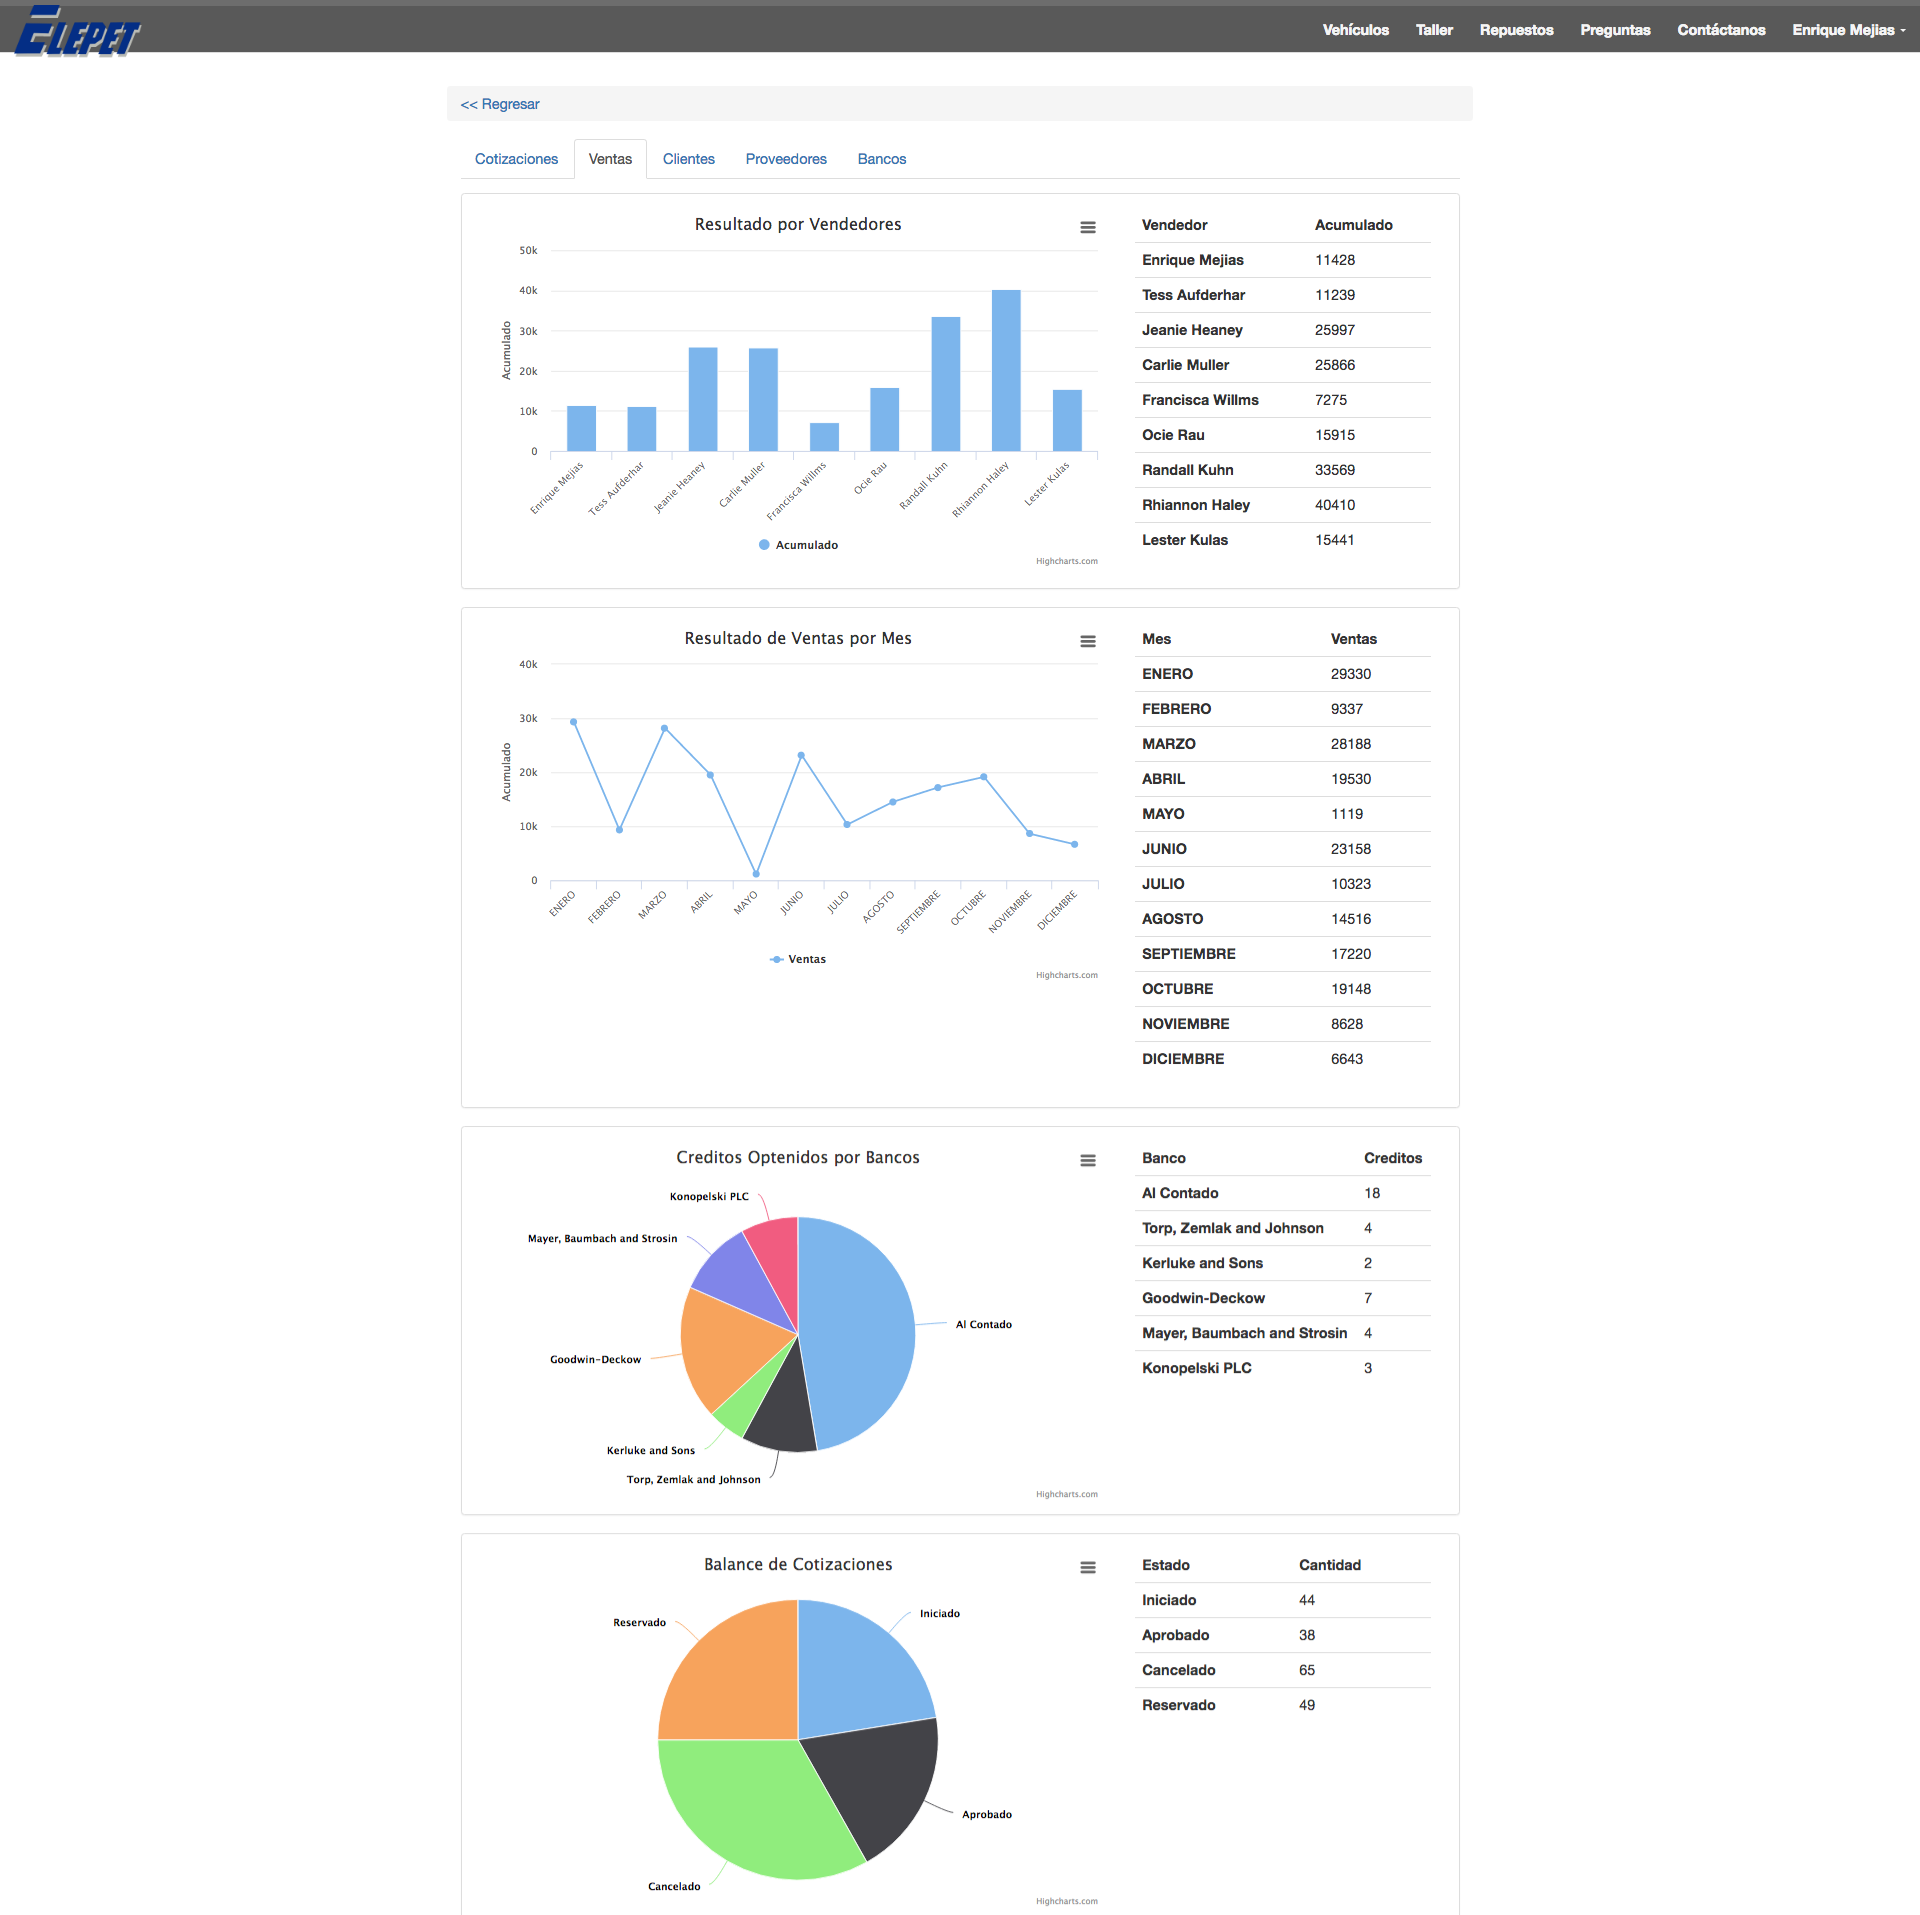 ELEPET
Vehículos Taller Repuestos Preguntas Contáctanos Enrique Mejias
<< Regresar
Cotizaciones Ventas Clientes Proveedores Bancos
Resultado por Vendedores
50k
40k
30k
20k
10k
0
Acumulado
Enrique Mejias
Tess Aufderhar
Jeanie Heaney
Carlie Muller
Francisca Willms
Ocie Rau
Randall Kuhn
Rhiannon Haley
Lester Kulas
Acumulado
Highcharts.com
Vendedor Acumulado
Enrique Mejias 11428
Tess Aufderhar 11239
Jeanie Heaney 25997
Carlie Muller 25866
Francisca Willms 7275
Ocie Rau 15915
Randall Kuhn 33569
Rhiannon Haley 40410
Lester Kulas 15441
Resultado de Ventas por Mes
40k
30k
20k
10k
0
Acumulado
ENERO
FEBRERO
MARZO
ABRIL
MAYO
JUNIO
JULIO
AGOSTO
SEPTIEMBRE
OCTUBRE
NOVIEMBRE
DICIEMBRE
Ventas
Highcharts.com
Mes Ventas
ENERO 29330
FEBRERO 9337
MARZO 28188
ABRIL 19530
MAYO 1119
JUNIO 23158
JULIO 10323
AGOSTO 14516
SEPTIEMBRE 17220
OCTUBRE 19148
NOVIEMBRE 8628
DICIEMBRE 6643
Creditos Optenidos por Bancos
Konopelski PLC
Mayer, Baumbach and Strosin
Al Contado
Goodwin-Deckow
Kerluke and Sons
Torp, Zemlak and Johnson
Highcharts.com
Banco Creditos
Al Contado 18
Torp, Zemlak and Johnson 4
Kerluke and Sons 2
Goodwin-Deckow 7
Mayer, Baumbach and Strosin 4
Konopelski PLC 3
Balance de Cotizaciones
Iniciado
Reservado
Aprobado
Cancelado
Highcharts.com
Estado Cantidad
Iniciado 44
Aprobado 38
Cancelado 65
Reservado 49